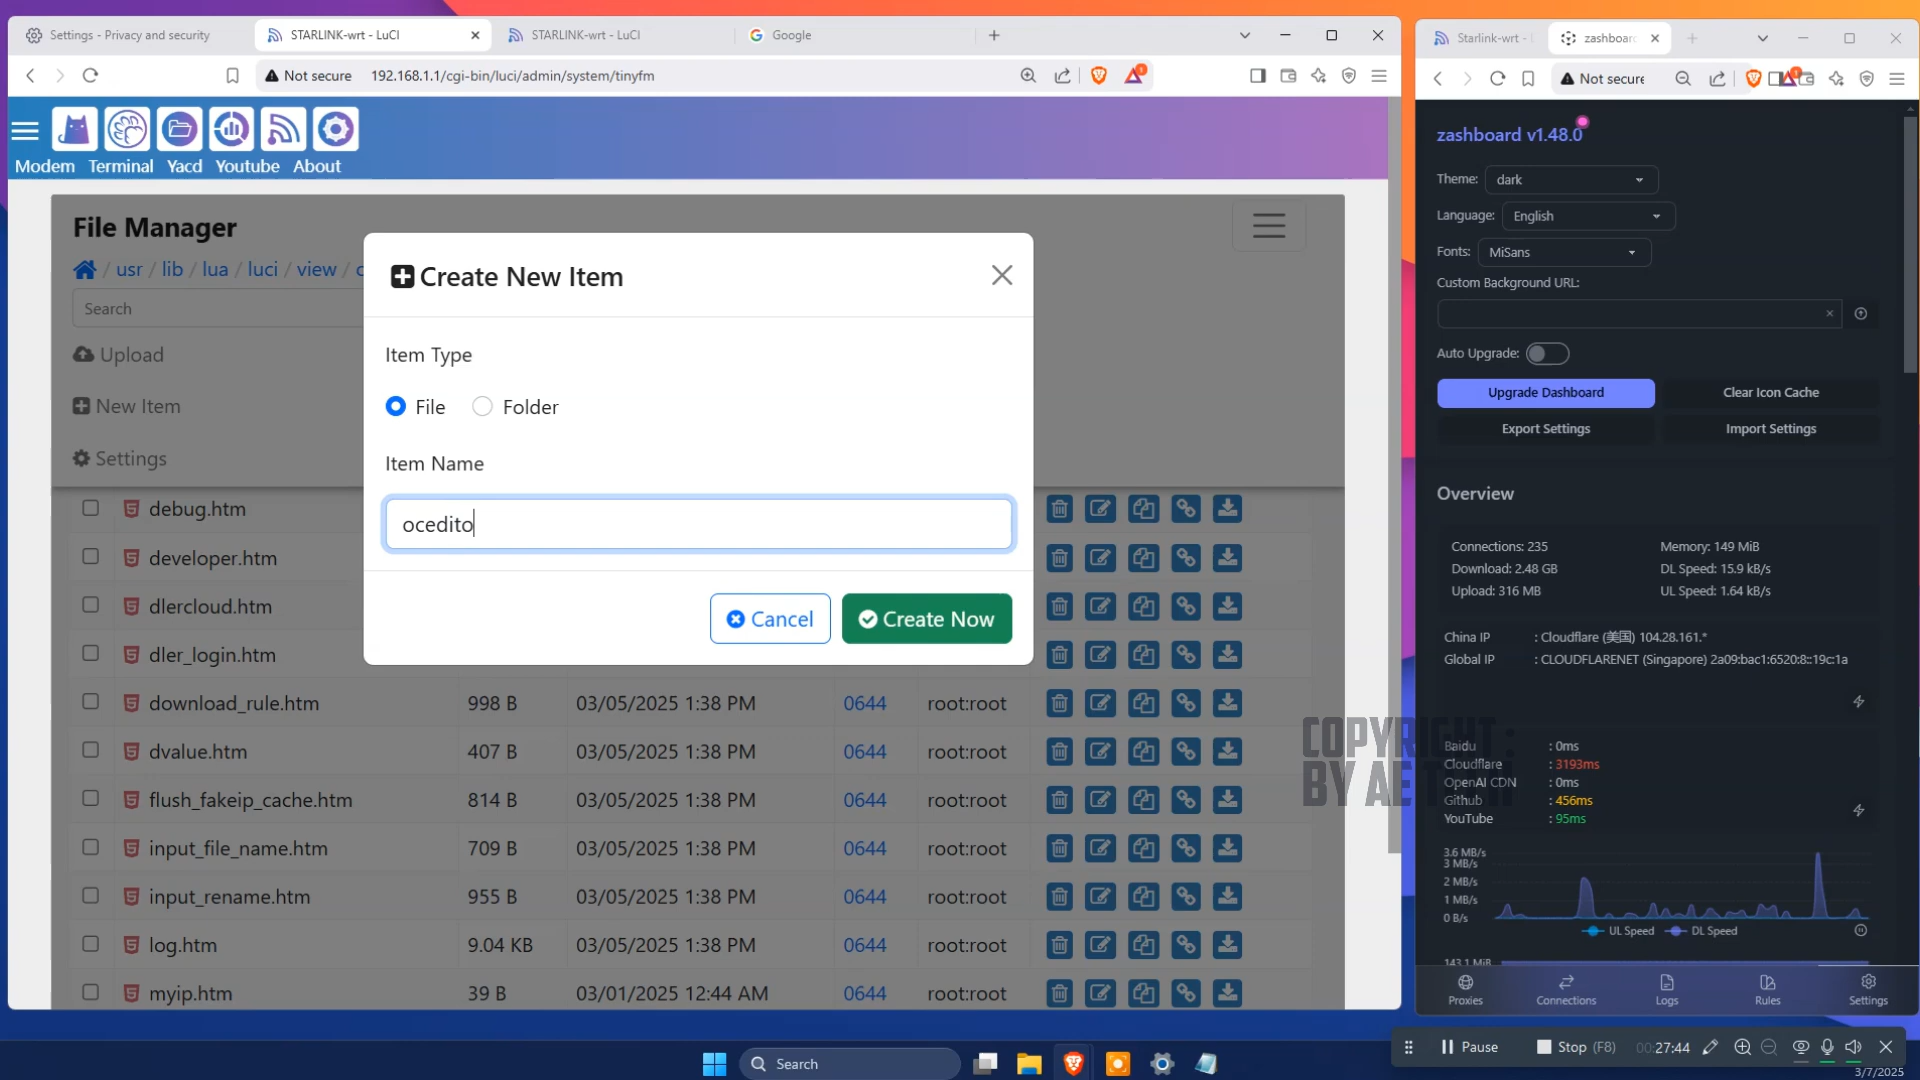 Settings - Privacy and security
STARLINK-wrt - LuCI
STARLINK-wrt - LuCI
Google
Not secure
192.168.1.1/cgi-bin/luci/admin/system/tinyfm
Modem Terminal Yacd Youtube About
File Manager
/ usr / lib / lua / luci / view / c
Search
Upload
New Item
Settings
Create New Item
Item Type
File
Folder
Item Name
ocedito
Cancel
Create Now
debug.htm
developer.htm
dlercloud.htm
dler_login.htm
download_rule.htm 998 B 03/05/2025 1:38 PM 0644 root:root
dvalue.htm 407 B 03/05/2025 1:38 PM 0644 root:root
flush_fakeip_cache.htm 814 B 03/05/2025 1:38 PM 0644 root:root
input_file_name.htm 709 B 03/05/2025 1:38 PM 0644 root:root
input_rename.htm 955 B 03/05/2025 1:38 PM 0644 root:root
log.htm 9.04 KB 03/05/2025 1:38 PM 0644 root:root
myip.htm 39 B 03/01/2025 12:44 AM 0644 root:root
Starlink-wrt -
zashboard
Not secure
zashboard v1.48.0
Theme: dark
Language: English
Fonts: MiSans
Custom Background URL:
Auto Upgrade:
Upgrade Dashboard
Clear Icon Cache
Export Settings
Import Settings
Overview
Connections: 235
Memory: 149 MiB
Download: 2.48 GB
DL Speed: 15.9 kB/s
Upload: 316 MB
UL Speed: 1.64 kB/s
China IP : Cloudflare (美国) 104.28.161.*
Global IP : CLOUDFLARENET (Singapore) 2a09:bac1:6520:8::19c:1a
COPYRIGHT :
Baidu : 0ms
Cloudflare : 3193ms
OpenAI CDN : 0ms
Github : 456ms
YouTube : 95ms
3.6 MB/s
3 MB/s
2 MB/s
1 MB/s
0 B/s
UL Speed
DL Speed
143.1 MiB
Proxies
Connections
Logs
Rules
Settings
Search
Pause
Stop (F8)
00:27:44
3/7/2025